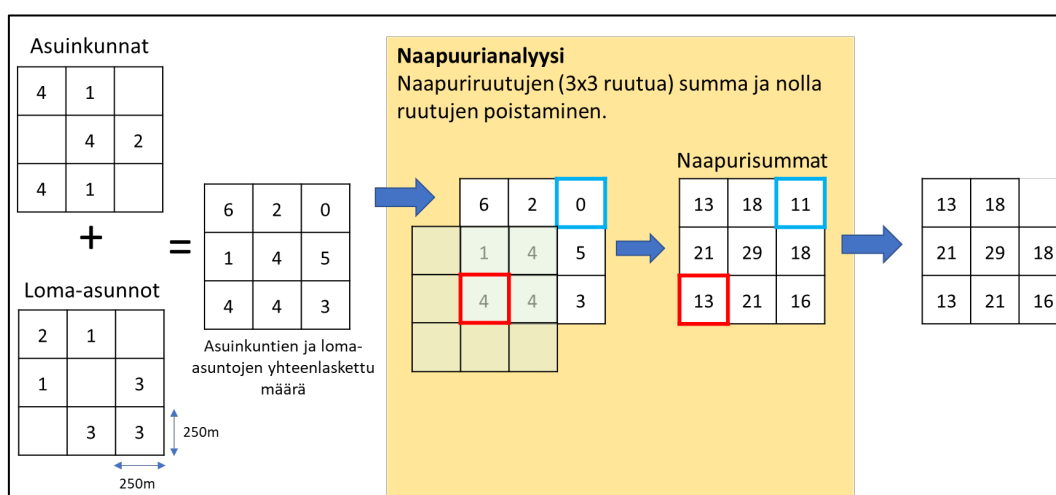 Asuinkunnat
4 1
4 2
4 1
+
Loma-asunnot
2 1
1 3
3 3
250m
250m
=
6 2 0
1 4 5
4 4 3
Asuinkuntien ja loma-
asuntojen yhteenlaskettu
määrä
Naapuurianalyysi
Naapuriruutujen (3x3 ruutua) summa ja nolla
ruutujen poistaminen.
6 2 0
1 4 5
4 4 3
Naapurisummat
13 18 11
21 29 18
13 21 16
13 18
21 29 18
13 21 16